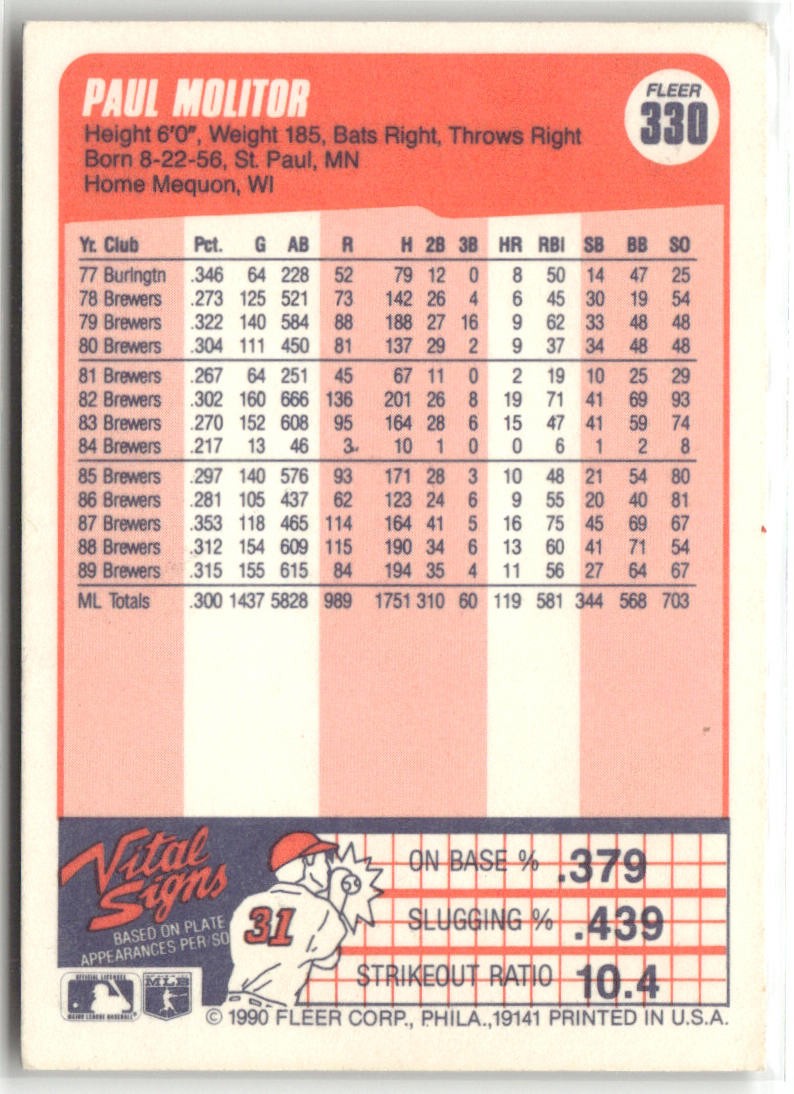 PAUL MOLITOR
FLEER
330
Height 6'0", Weight 185, Bats Right, Throws Right
Born 8-22-56, St. Paul, MN
Home Mequon, WI
Yr. Club Pct. G AB R H 2B 3B HR RBI SB BB SO
77 Burlngtn .346 64 228 52 79 12 0 8 50 14 47 25
78 Brewers .273 125 521 73 142 26 4 6 45 30 19 54
79 Brewers .322 140 584 88 188 27 16 9 62 33 48 48
80 Brewers .304 111 450 81 137 29 2 9 37 34 48 48
81 Brewers .267 64 251 45 67 11 0 2 19 10 25 29
82 Brewers .302 160 666 136 201 26 8 19 71 41 69 93
83 Brewers .270 152 608 95 164 28 6 15 47 41 59 74
84 Brewers .217 13 46 3 10 1 0 0 6 1 2 8
85 Brewers .297 140 576 93 171 28 3 10 48 21 54 80
86 Brewers .281 105 437 62 123 24 6 9 55 20 40 81
87 Brewers .353 118 465 114 164 41 5 16 75 45 69 67
88 Brewers .312 154 609 115 190 34 6 13 60 41 71 54
89 Brewers .315 155 615 84 194 35 4 11 56 27 64 67
ML Totals .300 1437 5828 989 1751 310 60 119 581 344 568 703
Vital
Signs
BASED ON PLATE
APPEARANCES PER/SO
31
ON BASE % .379
SLUGGING % .439
STRIKEOUT RATIO 10.4
OFFICIAL LICENSEE
MAJOR LEAGUE BASEBALL
MLB
© 1990 FLEER CORP., PHILA.,19141 PRINTED IN U.S.A.